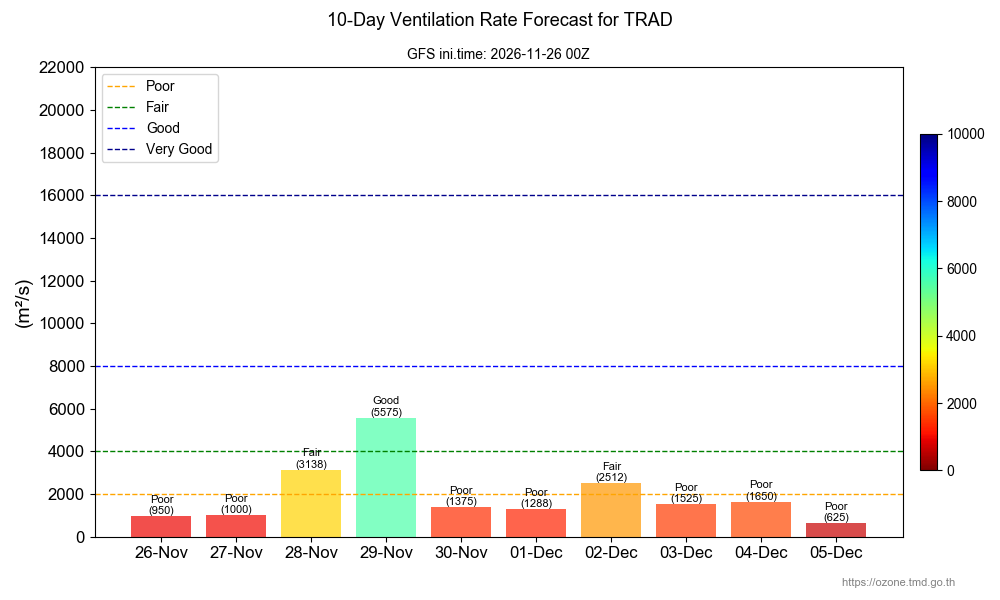 10-Day Ventilation Rate Forecast for TRAD
GFS ini.time: 2026-11-26 00Z
22000
20000
18000
16000
14000
12000
10000
8000
6000
4000
2000
0
(m²/s)
Poor
Fair
Good
Very Good
Poor
(950)
Poor
(1000)
Fair
(3138)
Good
(5575)
Poor
(1375)
Poor
(1288)
Fair
(2512)
Poor
(1525)
Poor
(1650)
Poor
(625)
26-Nov 27-Nov 28-Nov 29-Nov 30-Nov 01-Dec 02-Dec 03-Dec 04-Dec 05-Dec
10000
8000
6000
4000
2000
0
https://ozone.tmd.go.th